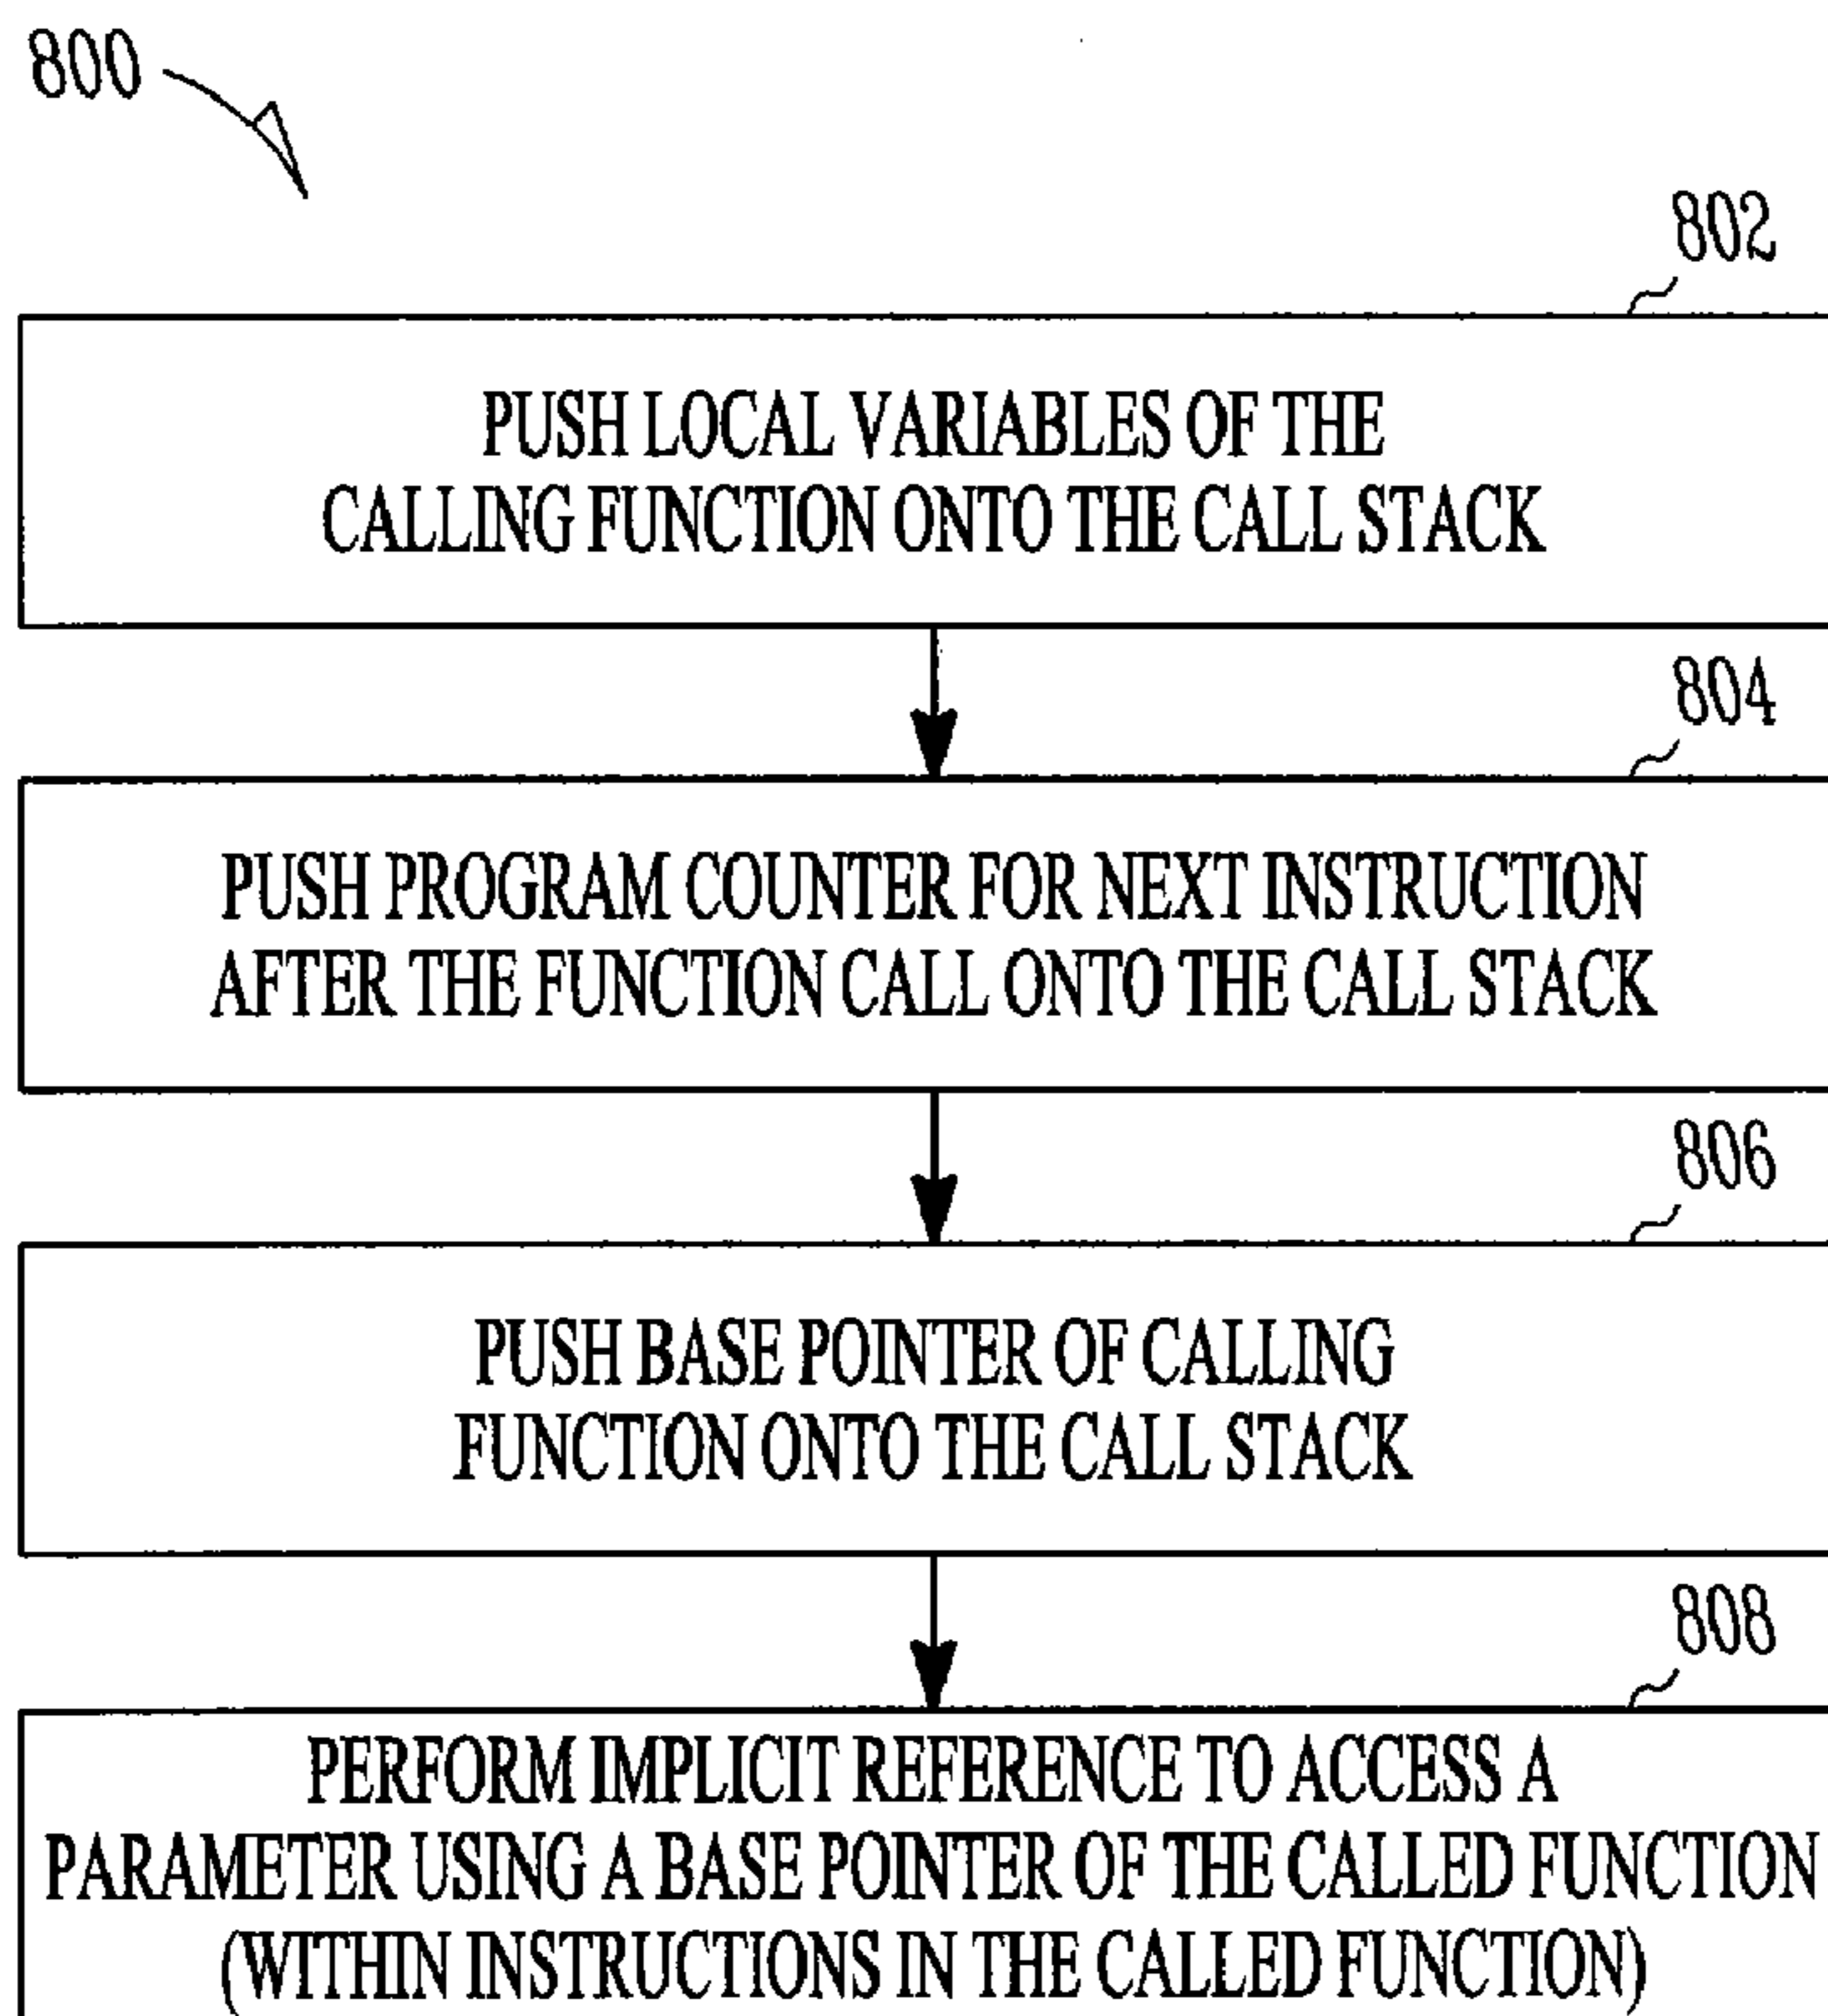 800
802
PUSH LOCAL VARIABLES OF THE
CALLING FUNCTION ONTO THE CALL STACK
804
PUSH PROGRAM COUNTER FOR NEXT INSTRUCTION
AFTER THE FUNCTION CALL ONTO THE CALL STACK
806
PUSH BASE POINTER OF CALLING
FUNCTION ONTO THE CALL STACK
808
PERFORM IMPLICIT REFERENCE TO ACCESS A
PARAMETER USING A BASE POINTER OF THE CALLED FUNCTION
(WITHIN INSTRUCTIONS IN THE CALLED FUNCTION)